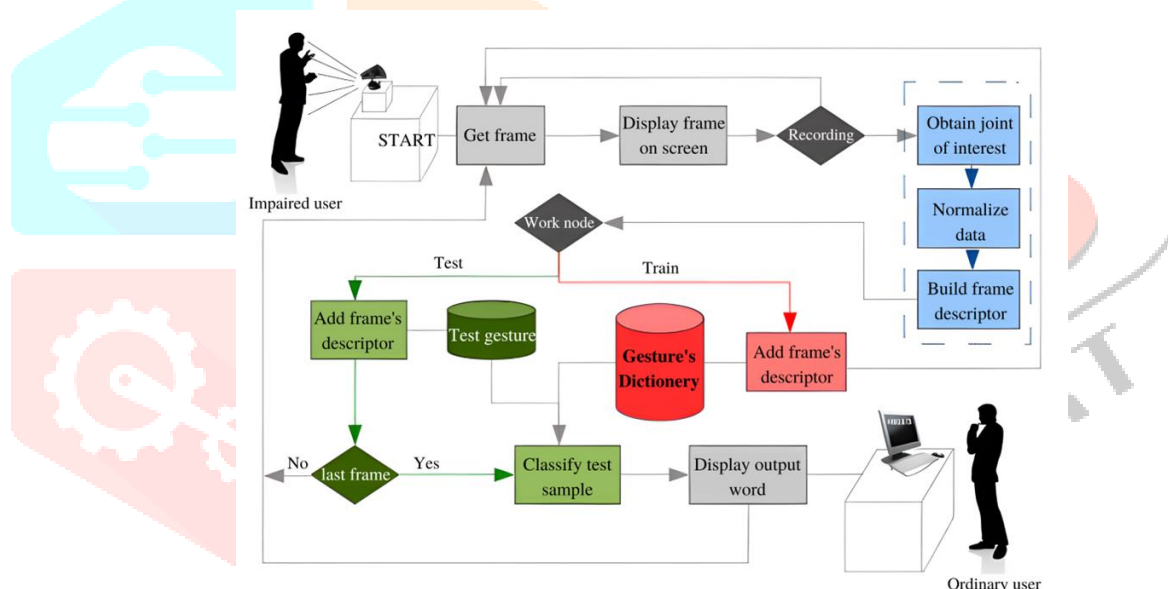 START
Get frame
Display frame
on screen
Recording
Obtain joint
of interest
Impaired user
Normalize
data
Work node
Test
Train
Build frame
descriptor
Add frame's
descriptor
Test gesture
Gesture's
Dictionery
Add frame's
descriptor
No
last frame
Yes
Classify test
sample
Display output
word
Ordinary user